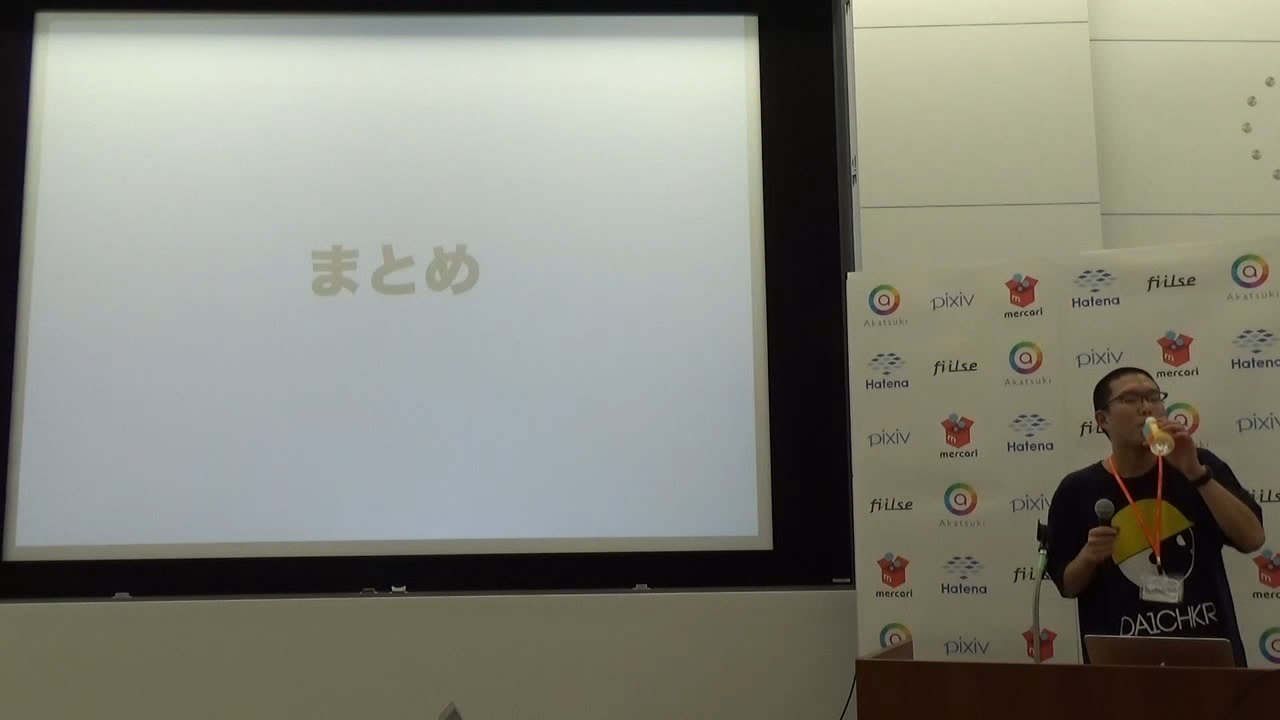 まとめ
Akatsuki pixiv mercari Hatena fiilse Akatsuki
Hatena fiilse Akatsuki pixiv mercari Hatena
pixiv mercari Hatena pixiv
fiilse Akatsuki pixiv
mercari Hatena
pixiv
DAICHKR